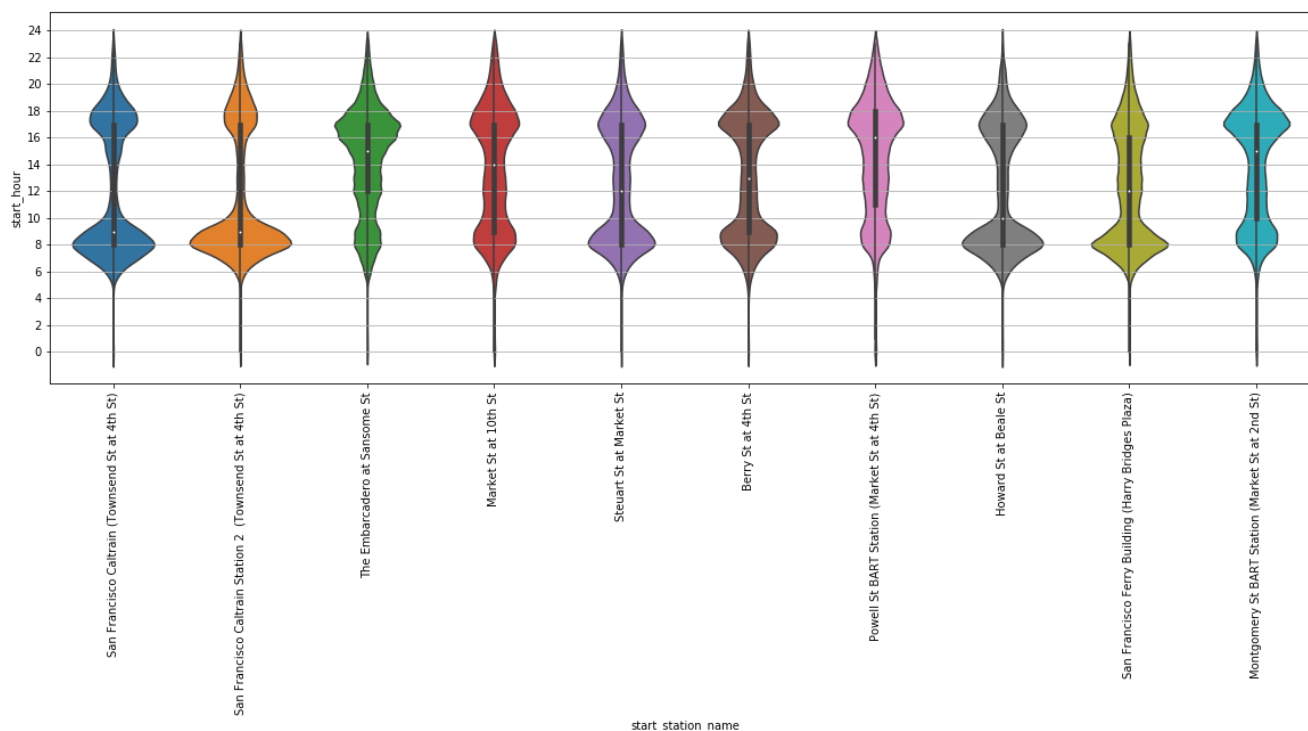 24
22
20
18
16
14
12
10
8
6
4
2
0
start_hour
San Francisco Caltrain (Townsend St at 4th St)
San Francisco Caltrain Station 2  (Townsend St at 4th St)
The Embarcadero at Sansome St
Market St at 10th St
Steuart St at Market St
Berry St at 4th St
Powell St BART Station (Market St at 4th St)
Howard St at Beale St
San Francisco Ferry Building (Harry Bridges Plaza)
Montgomery St BART Station (Market St at 2nd St)
start_station_name